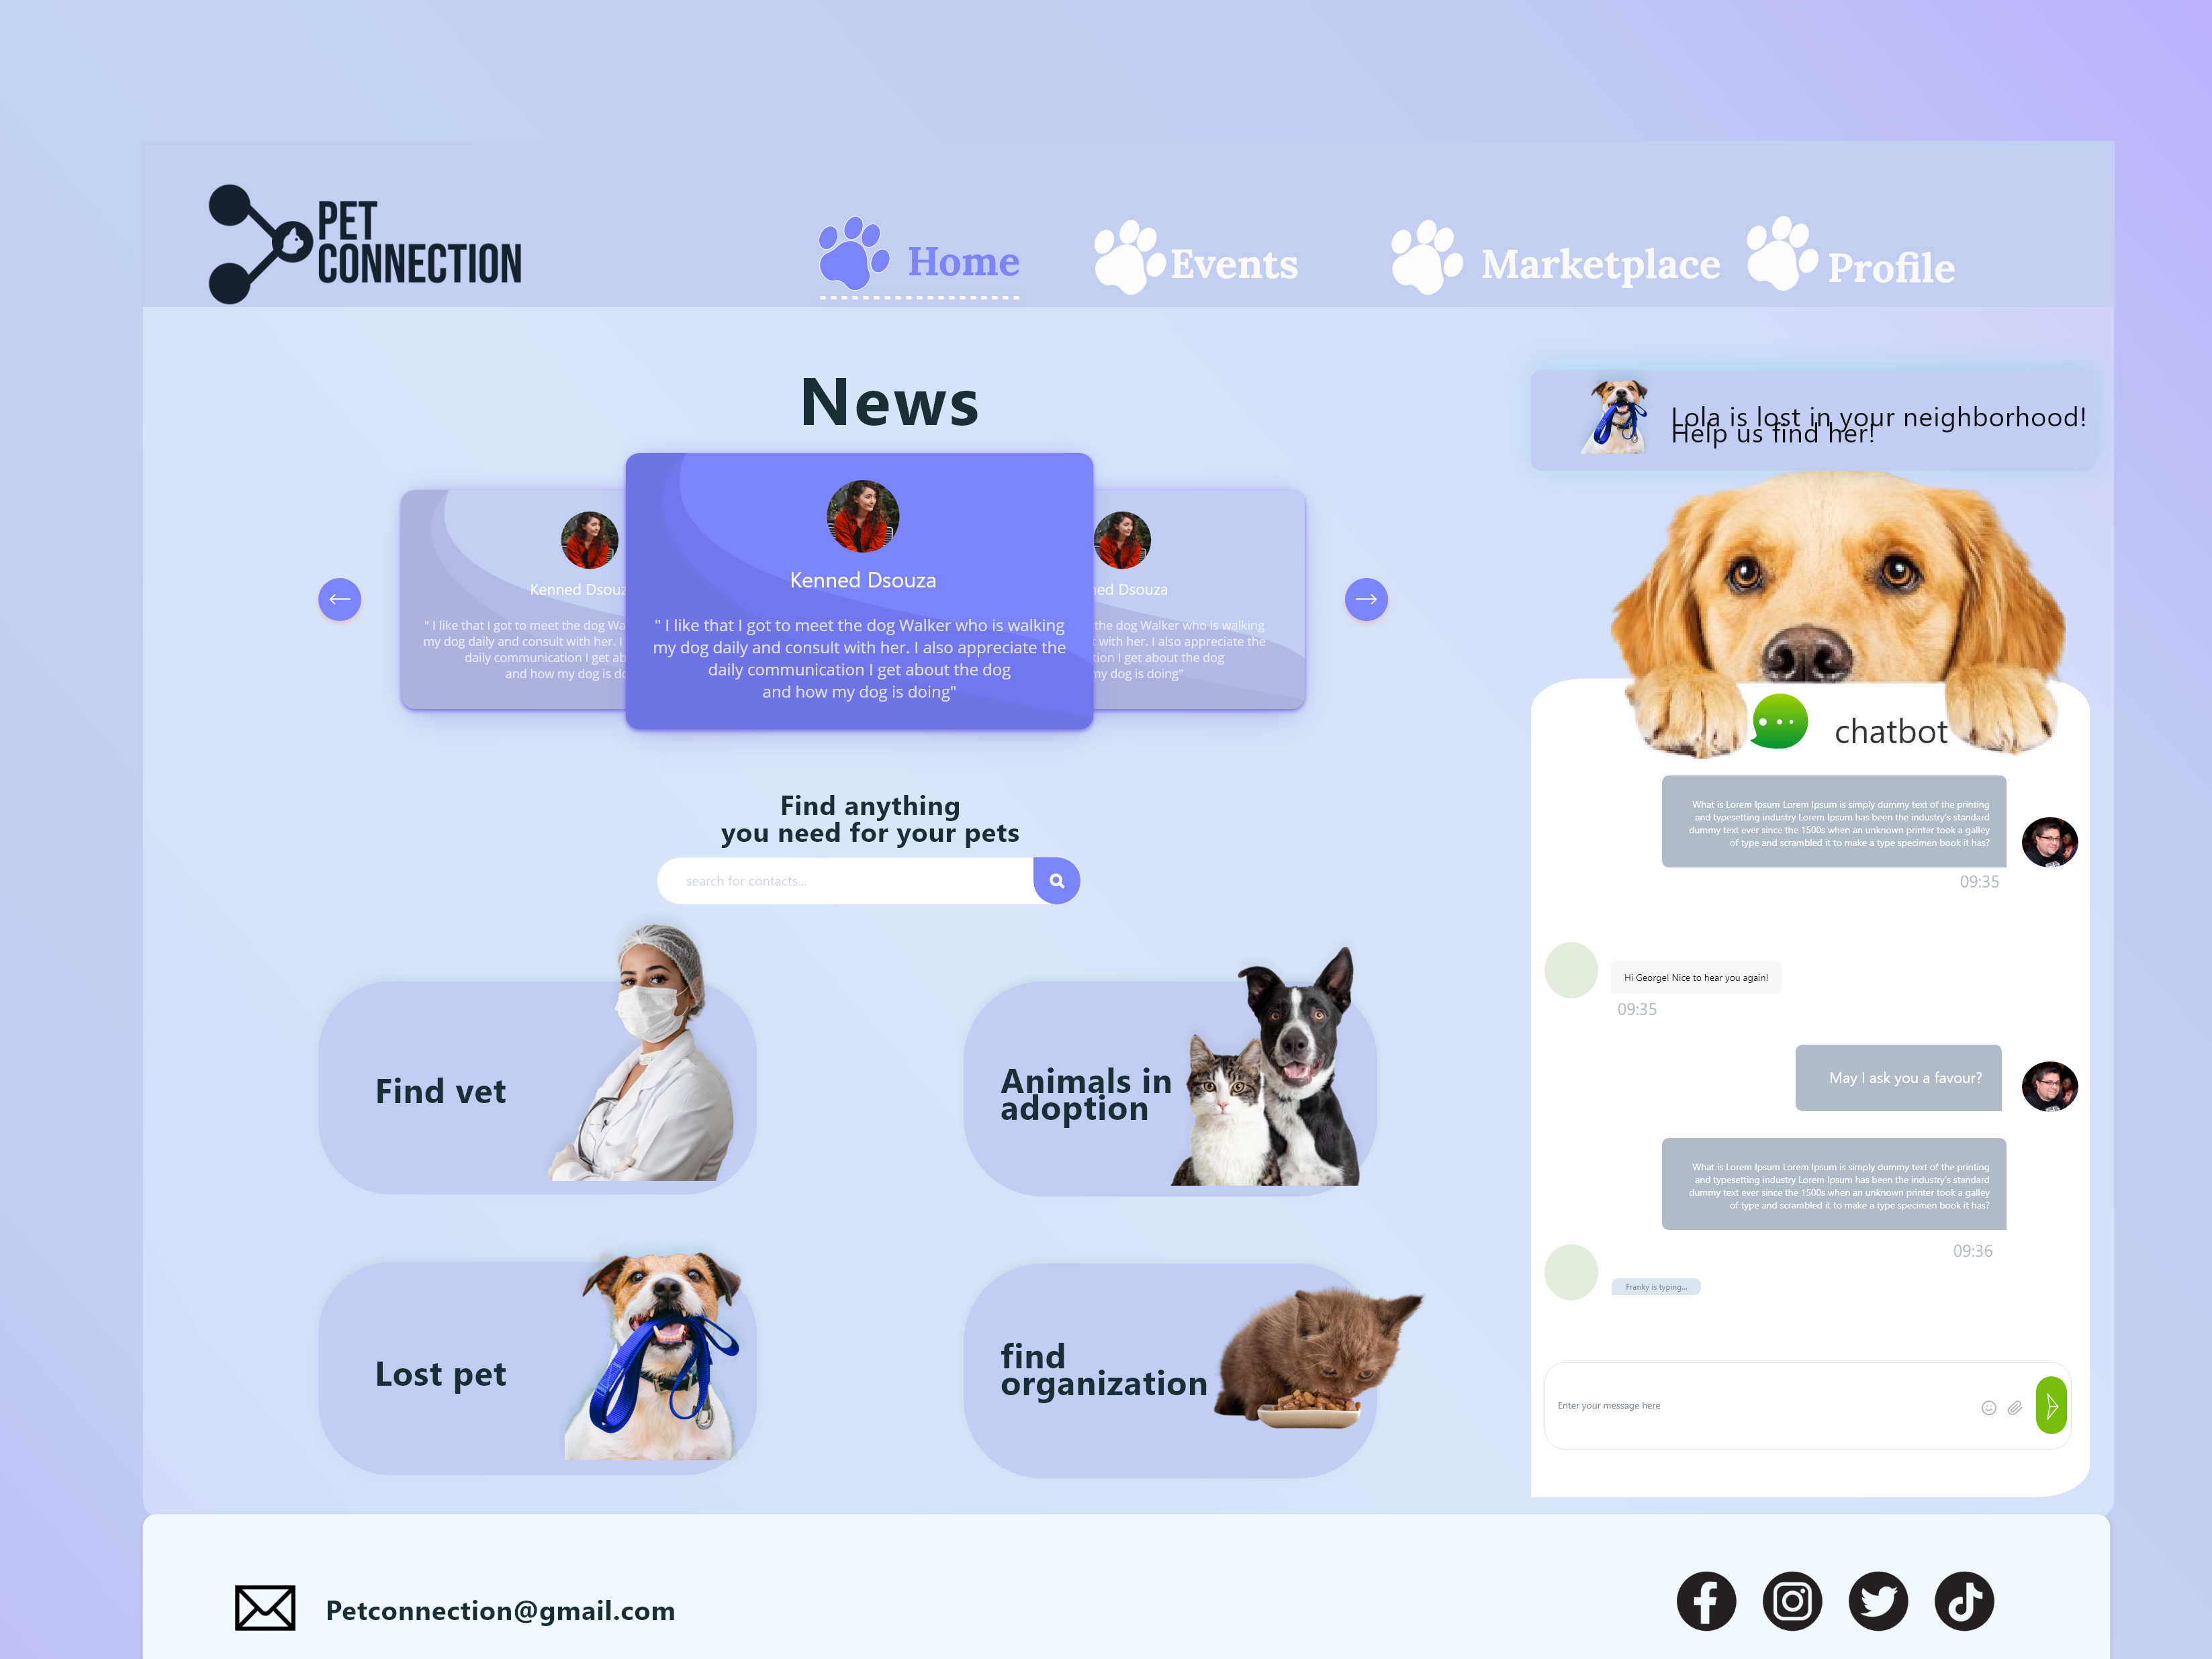 PET
CONNECTION
Home
Events
Marketplace
Profile
News
Lola is lost in your neighborhood!
Help us find her!
Kenned Dsouz
" I like that I got to meet the dog Wa
my dog daily and consult with her. I
daily communication I get ab
and how my dog is do
Kenned Dsouza
" I like that I got to meet the dog Walker who is walking
my dog daily and consult with her. I also appreciate the
daily communication I get about the dog
and how my dog is doing"
ned Dsouza
the dog Walker who is walking
t with her. I also appreciate the
tion I get about the dog
my dog is doing"
Find anything
you need for your pets
search for contacts...
Find vet
Animals in
adoption
Lost pet
find
organization
chatbot
What is Lorem Ipsum Lorem Ipsum is simply dummy text of the printing
and typesetting industry Lorem Ipsum has been the industry's standard
dummy text ever since the 1500s when an unknown printer took a galley
of type and scrambled it to make a type specimen book it has?
09:35
Hi George! Nice to hear you again!
09:35
May I ask you a favour?
What is Lorem Ipsum Lorem Ipsum is simply dummy text of the printing
and typesetting industry Lorem Ipsum has been the industry's standard
dummy text ever since the 1500s when an unknown printer took a galley
of type and scrambled it to make a type specimen book it has?
09:36
Franky is typing...
Enter your message here
Petconnection@gmail.com